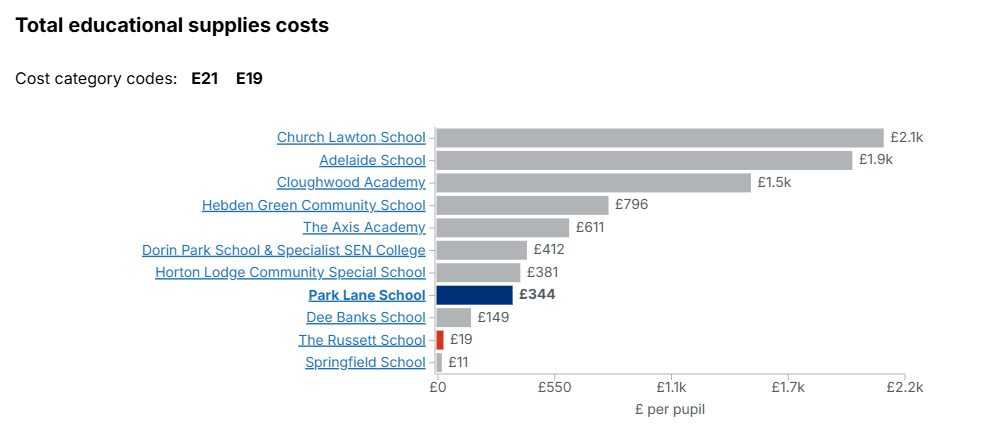 Total educational supplies costs
Cost category codes: E21 E19
Church Lawton School £2.1k
Adelaide School £1.9k
Cloughwood Academy £1.5k
Hebden Green Community School £796
The Axis Academy £611
Dorin Park School & Specialist SEN College £412
Horton Lodge Community Special School £381
Park Lane School £344
Dee Banks School £149
The Russett School £19
Springfield School £11
£0 £550 £1.1k £1.7k £2.2k
£ per pupil